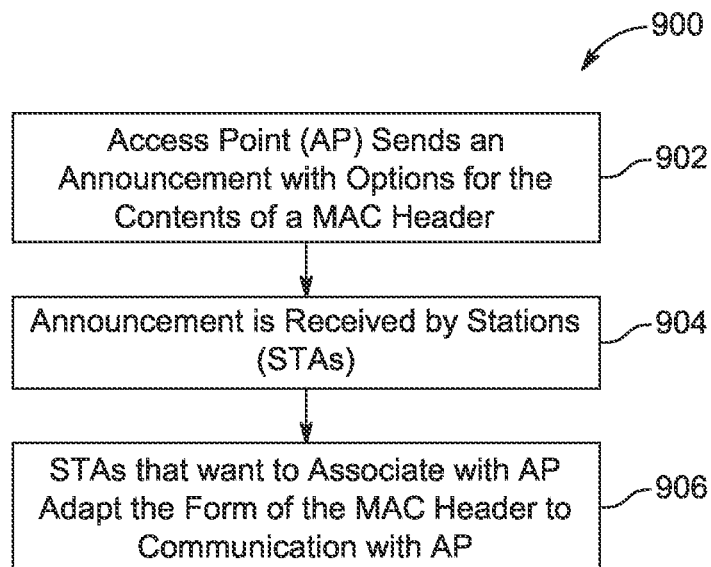 900
Access Point (AP) Sends an
Announcement with Options for the
Contents of a MAC Header
902
Announcement is Received by Stations
(STAs)
904
STAs that want to Associate with AP
Adapt the Form of the MAC Header to
Communication with AP
906